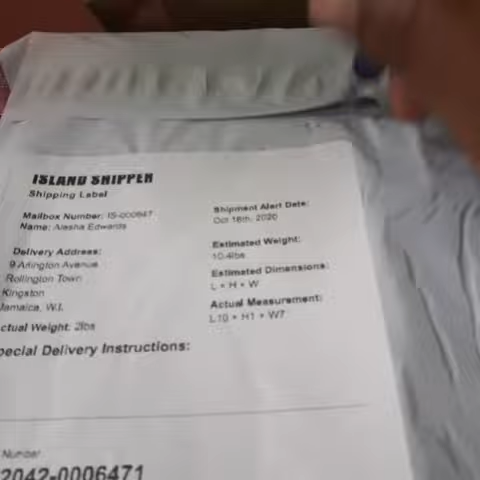 ISLAND SHIPPER
Shipping Label
Mailbox Number: IS-000647
Name: Alasha Edwards
Delivery Address:
9 Arlington Avenue
Rollington Town
Kingston
Jamaica, W.I.
ctual Weight: 2lbs
pecial Delivery Instructions:
Shipment Alert Date:
Oct 16th, 2020
Estimated Weight:
10.4lbs
Estimated Dimensions:
L × H × W
Actual Measurement:
L10 × H1 × W7
Number:
2042-0006471